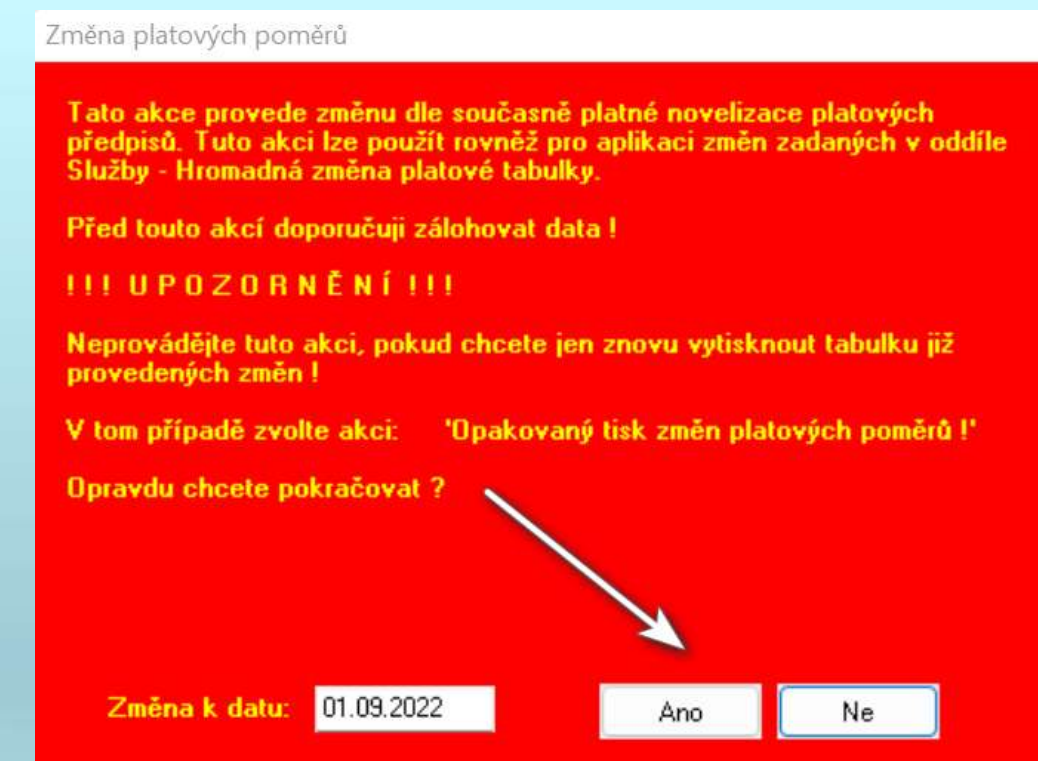 Změna platových poměrů
Tato akce provede změnu dle současně platné novelizace platových
předpisů. Tuto akci lze použít rovněž pro aplikaci změn zadaných v oddíle
Služby - Hromadná změna platové tabulky.
Před touto akcí doporučuji zálohovat data !
!!! U P O Z O R N Ě N Í !!!
Neprovádějte tuto akci, pokud chcete jen znovu vytisknout tabulku již
provedených změn !
V tom případě zvolte akci: 'Opakovaný tisk změn platových poměrů !'
Opravdu chcete pokračovat ?
Změna k datu: 01.09.2022 Ano Ne